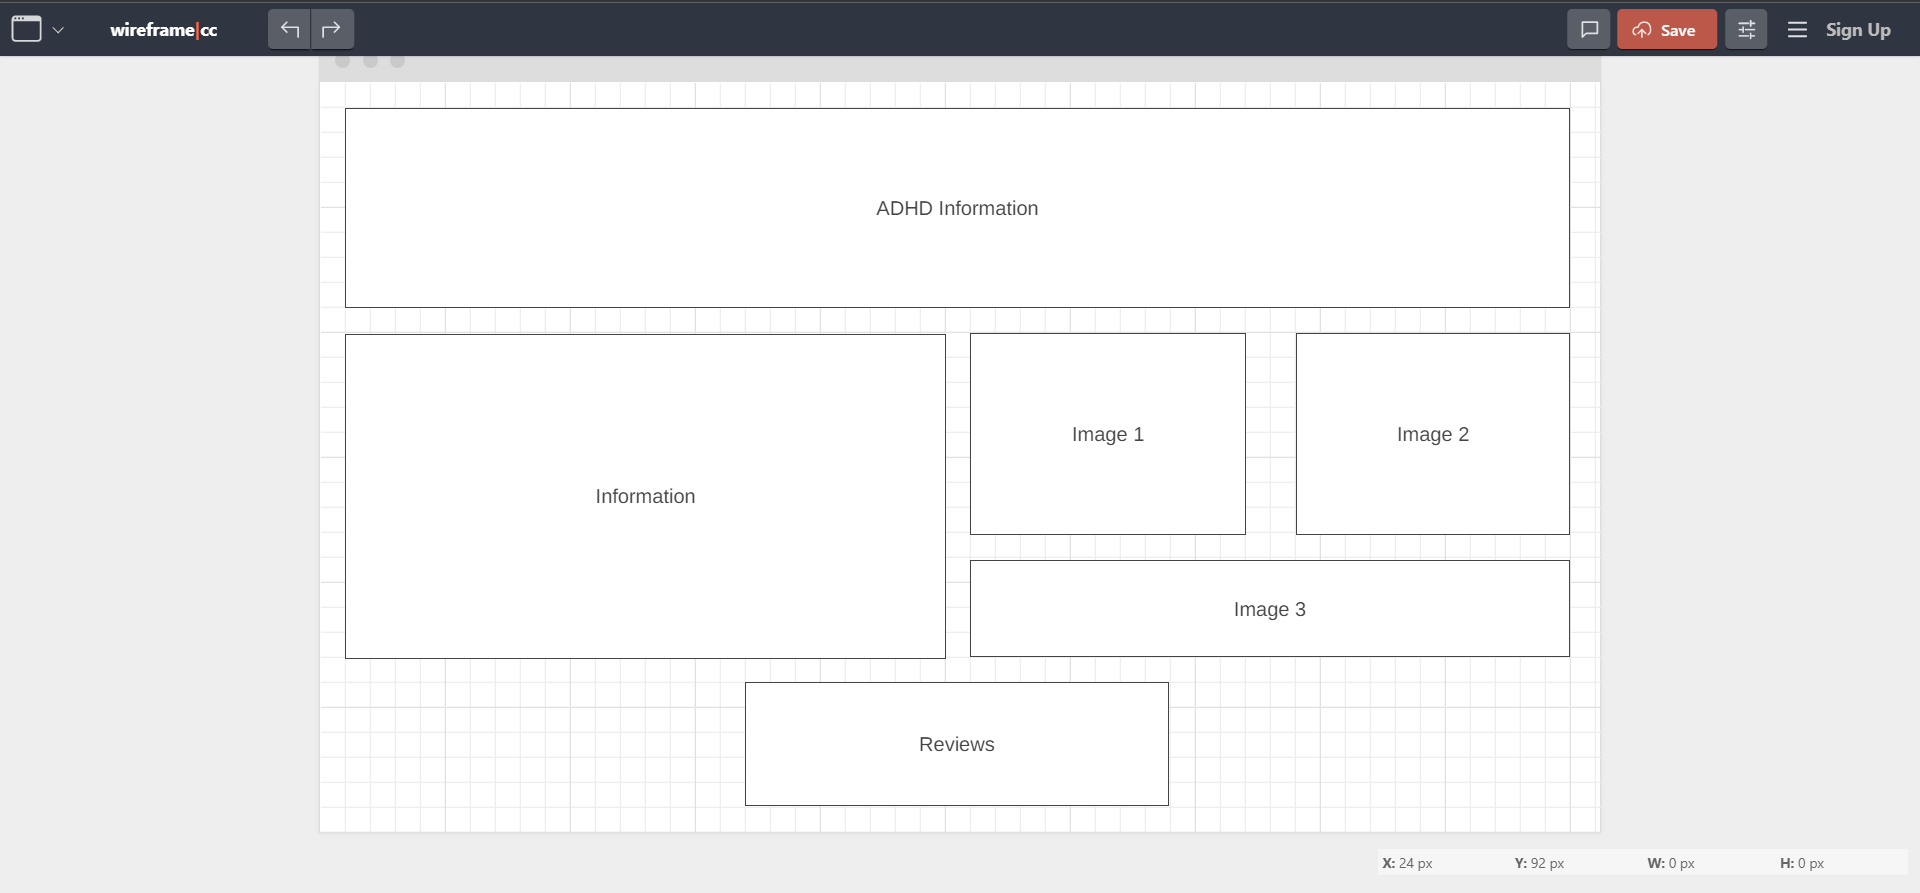 wireframe|cc
Save
Sign Up
ADHD Information
Information
Image 1
Image 2
Image 3
Reviews
X: 24 px Y: 92 px W: 0 px H: 0 px